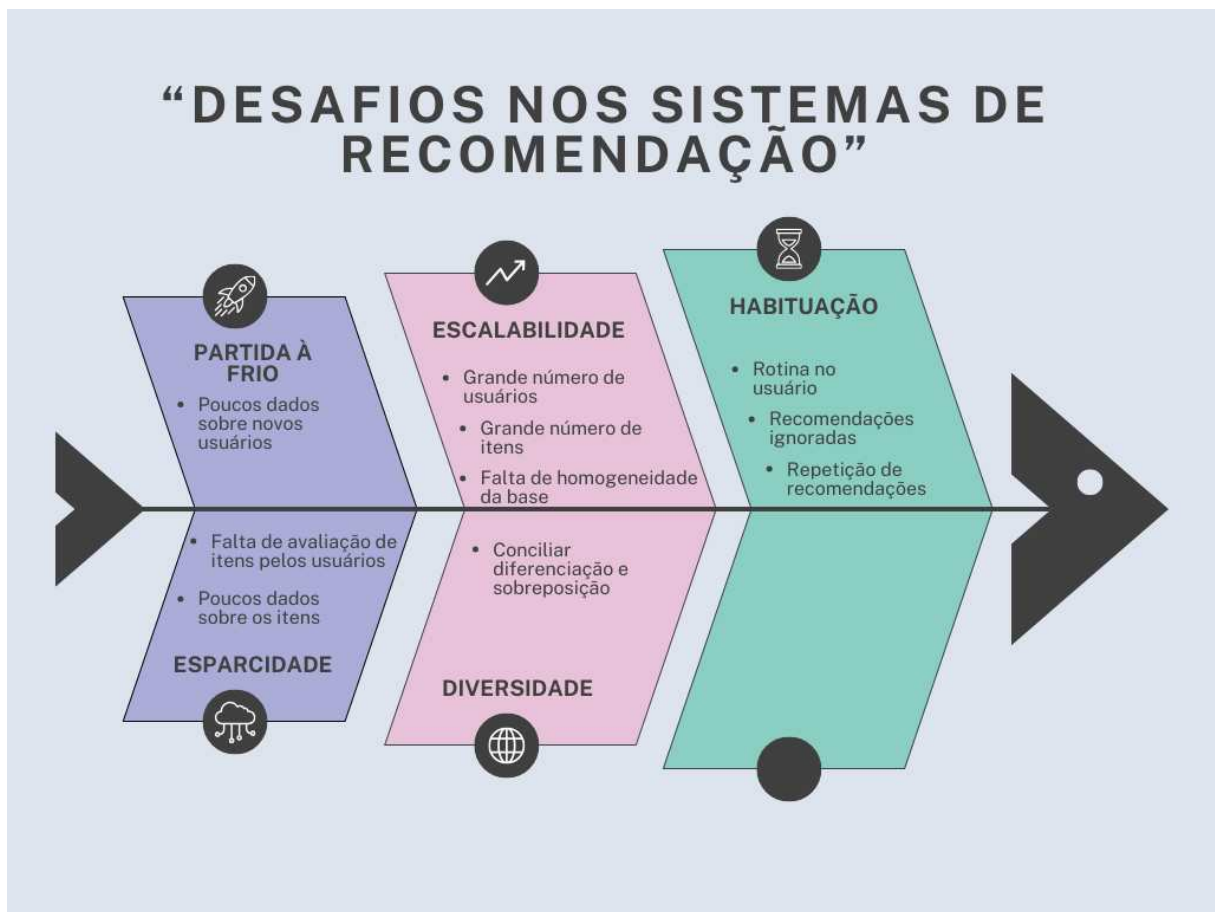 “DESAFIOS NOS SISTEMAS DE
RECOMENDAÇÃO”
PARTIDA À
FRIO
• Poucos dados
sobre novos
usuários
ESCALABILIDADE
• Grande número de
usuários
• Grande número de
itens
• Falta de homogeneidade
da base
HABITUAÇÃO
• Rotina no
usuário
• Recomendações
ignoradas
• Repetição de
recomendações
• Falta de avaliação de
itens pelos usuários
• Poucos dados
sobre os itens
ESPARCIDADE
• Conciliar
diferenciação e
sobreposição
DIVERSIDADE